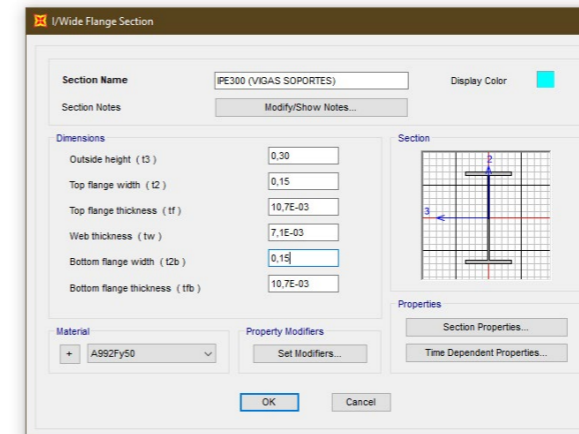 I/Wide Flange Section
Section Name IPE300 (VIGAS SOPORTES) Display Color
Section Notes Modify/Show Notes...
Dimensions
Outside height ( t3 ) 0,30
Top flange width ( t2 ) 0,15
Top flange thickness ( tf ) 10,7E-03
Web thickness ( tw ) 7,1E-03
Bottom flange width ( t2b ) 0,15
Bottom flange thickness ( tfb ) 10,7E-03
Section
2
3
Properties
Section Properties...
Time Dependent Properties...
Material
+ A992Fy50
Property Modifiers
Set Modifiers...
OK Cancel